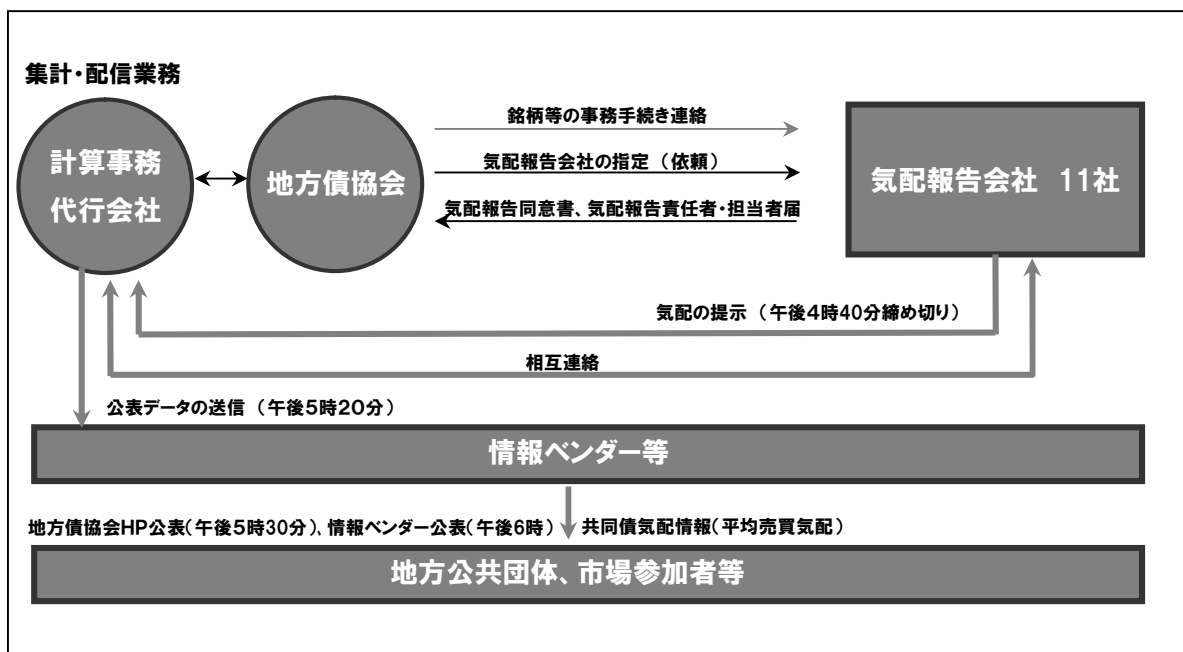 集計・配信業務
計算事務
代行会社
地方債協会
銘柄等の事務手続き連絡
気配報告会社の指定（依頼）
気配報告同意書、気配報告責任者・担当者届
気配報告会社　11社
気配の提示（午後4時40分締め切り）
相互連絡
公表データの送信（午後5時20分）
情報ベンダー等
地方債協会HP公表(午後5時30分)、情報ベンダー公表(午後6時)
共同債気配情報(平均売買気配)
地方公共団体、市場参加者等